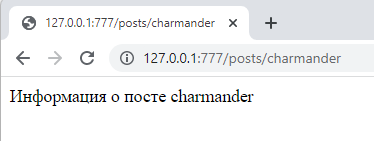 127.0.0.1:777/posts/charmander
127.0.0.1:777/posts/charmander
Информация о посте charmander